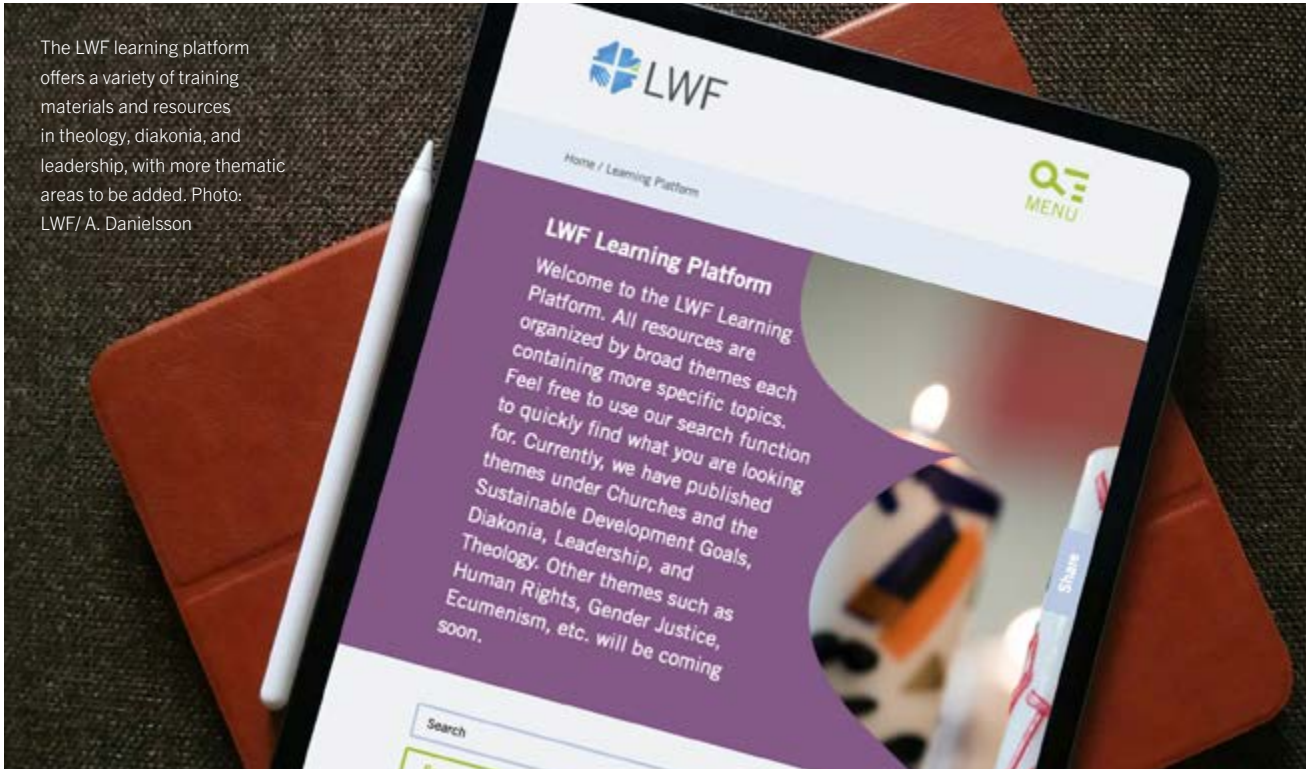 The LWF learning platform
offers a variety of training
materials and resources
in theology, diakonia, and
leadership, with more thematic
areas to be added. Photo:
LWF/ A. Danielsson
LWF
Home / Learning Platform
MENU
LWF Learning Platform
Welcome to the LWF Learning
Platform. All resources are
organized by broad themes each
containing more specific topics.
Feel free to use our search function
to quickly find what you are looking
for. Currently, we have published
themes under Churches and the
Sustainable Development Goals,
Diakonia, Leadership, and
Theology. Other themes such as
Human Rights, Gender Justice,
Ecumenism, etc. will be coming
soon.
Share
Search